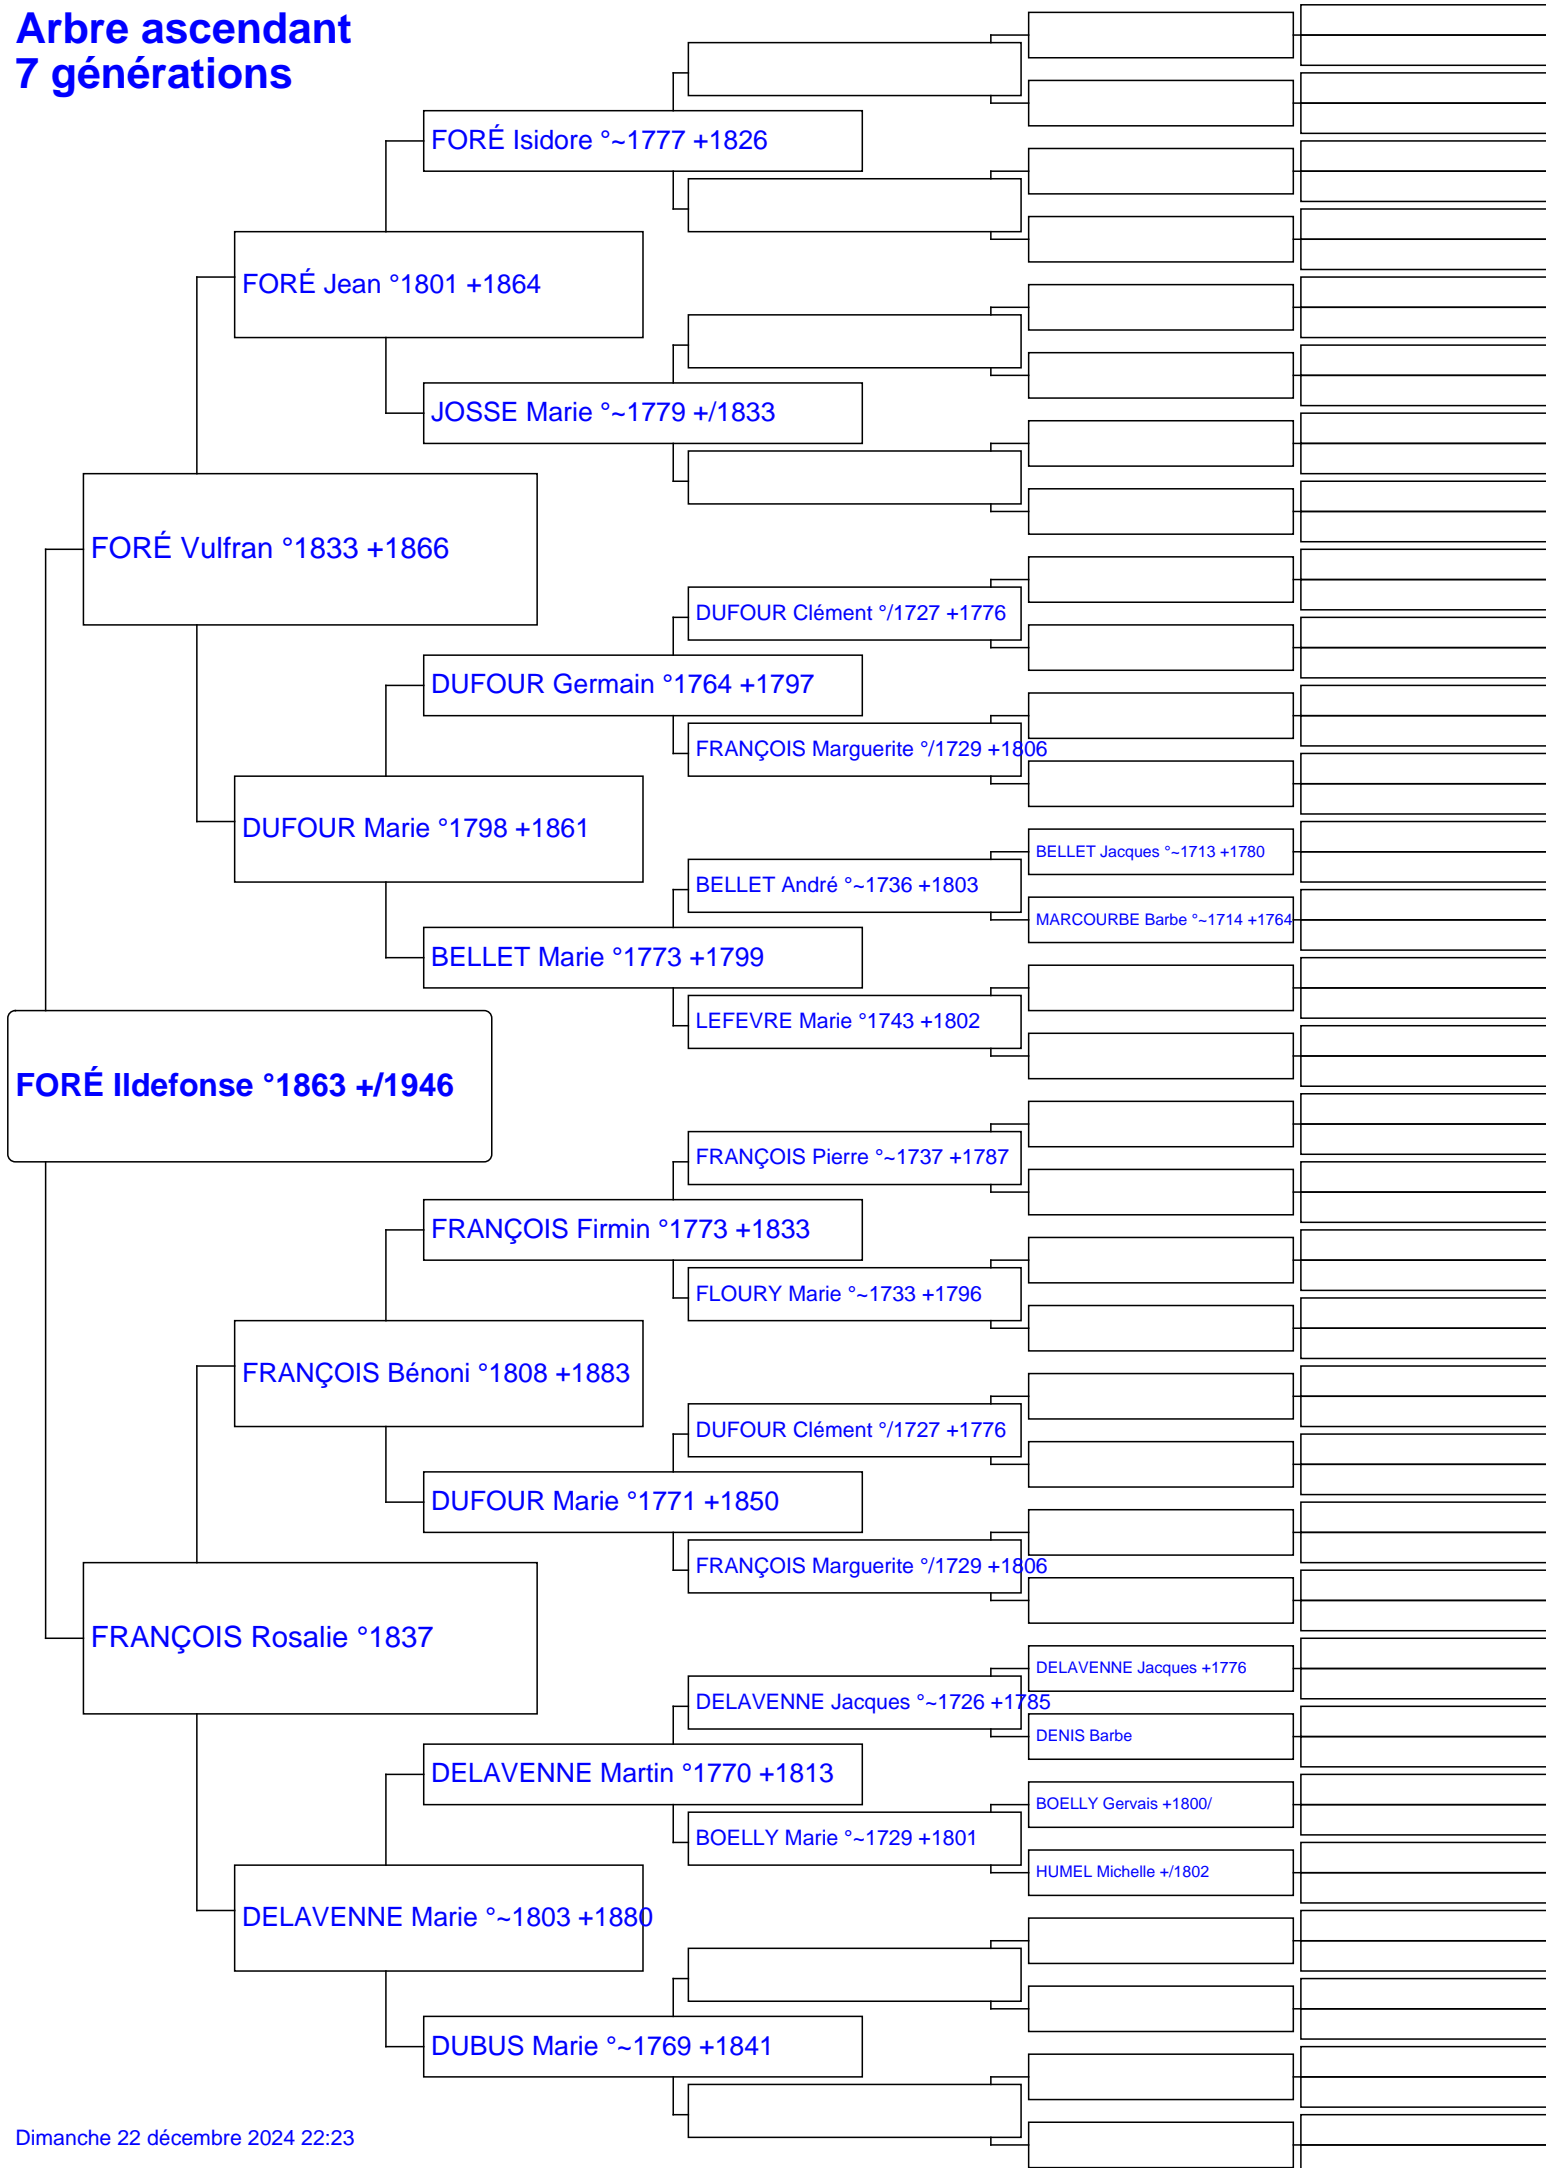 Arbre ascendant
7 générations
FORÉ Isidore °~1777 +1826
FORÉ Jean °1801 +1864
JOSSE Marie °~1779 +/1833
FORÉ Vulfran °1833 +1866
DUFOUR Clément °/1727 +1776
DUFOUR Germain °1764 +1797
FRANÇOIS Marguerite °/1729 +1806
DUFOUR Marie °1798 +1861
BELLET Jacques °~1713 +1780
BELLET André °~1736 +1803
MARCOURBE Barbe °~1714 +1764
BELLET Marie °1773 +1799
LEFEVRE Marie °1743 +1802
FORÉ Ildefonse °1863 +/1946
FRANÇOIS Pierre °~1737 +1787
FRANÇOIS Firmin °1773 +1833
FLOURY Marie °~1733 +1796
FRANÇOIS Bénoni °1808 +1883
DUFOUR Clément °/1727 +1776
DUFOUR Marie °1771 +1850
FRANÇOIS Marguerite °/1729 +1806
FRANÇOIS Rosalie °1837
DELAVENNE Jacques +1776
DELAVENNE Jacques °~1726 +1785
DENIS Barbe
DELAVENNE Martin °1770 +1813
BOELLY Gervais +1800/
BOELLY Marie °~1729 +1801
HUMEL Michelle +/1802
DELAVENNE Marie °~1803 +1880
DUBUS Marie °~1769 +1841
Dimanche 22 décembre 2024 22:23